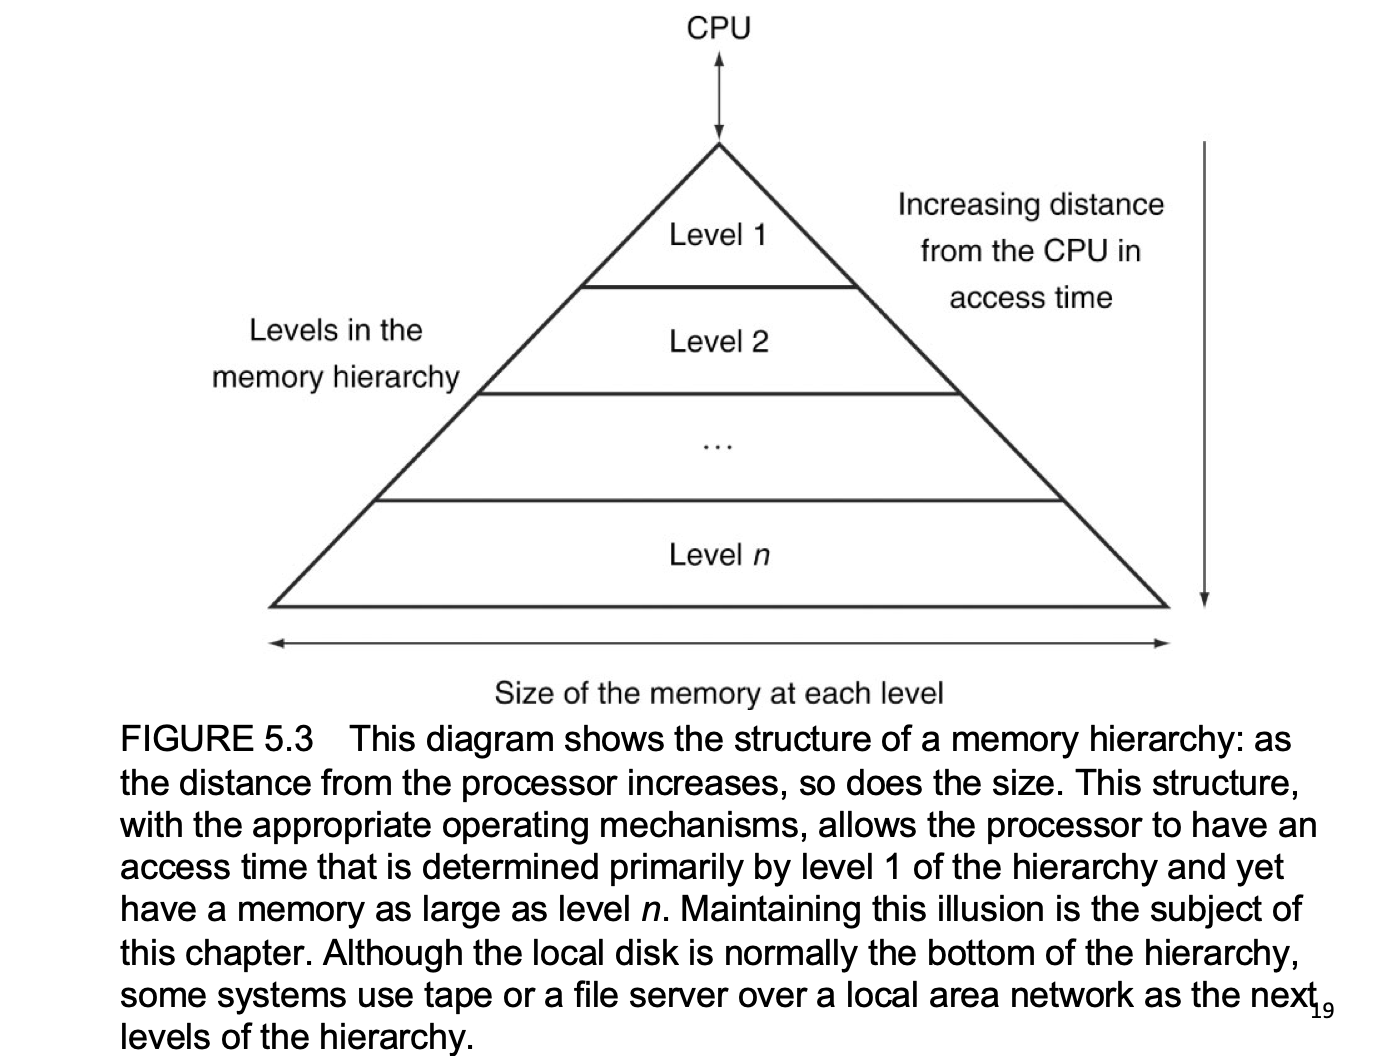 CPU
Level 1
Increasing distance
from the CPU in
access time
Levels in the
memory hierarchy
Level 2
...
Level n
Size of the memory at each level
FIGURE 5.3 This diagram shows the structure of a memory hierarchy: as
the distance from the processor increases, so does the size. This structure,
with the appropriate operating mechanisms, allows the processor to have an
access time that is determined primarily by level 1 of the hierarchy and yet
have a memory as large as level n. Maintaining this illusion is the subject of
this chapter. Although the local disk is normally the bottom of the hierarchy,
some systems use tape or a file server over a local area network as the next
levels of the hierarchy.
19